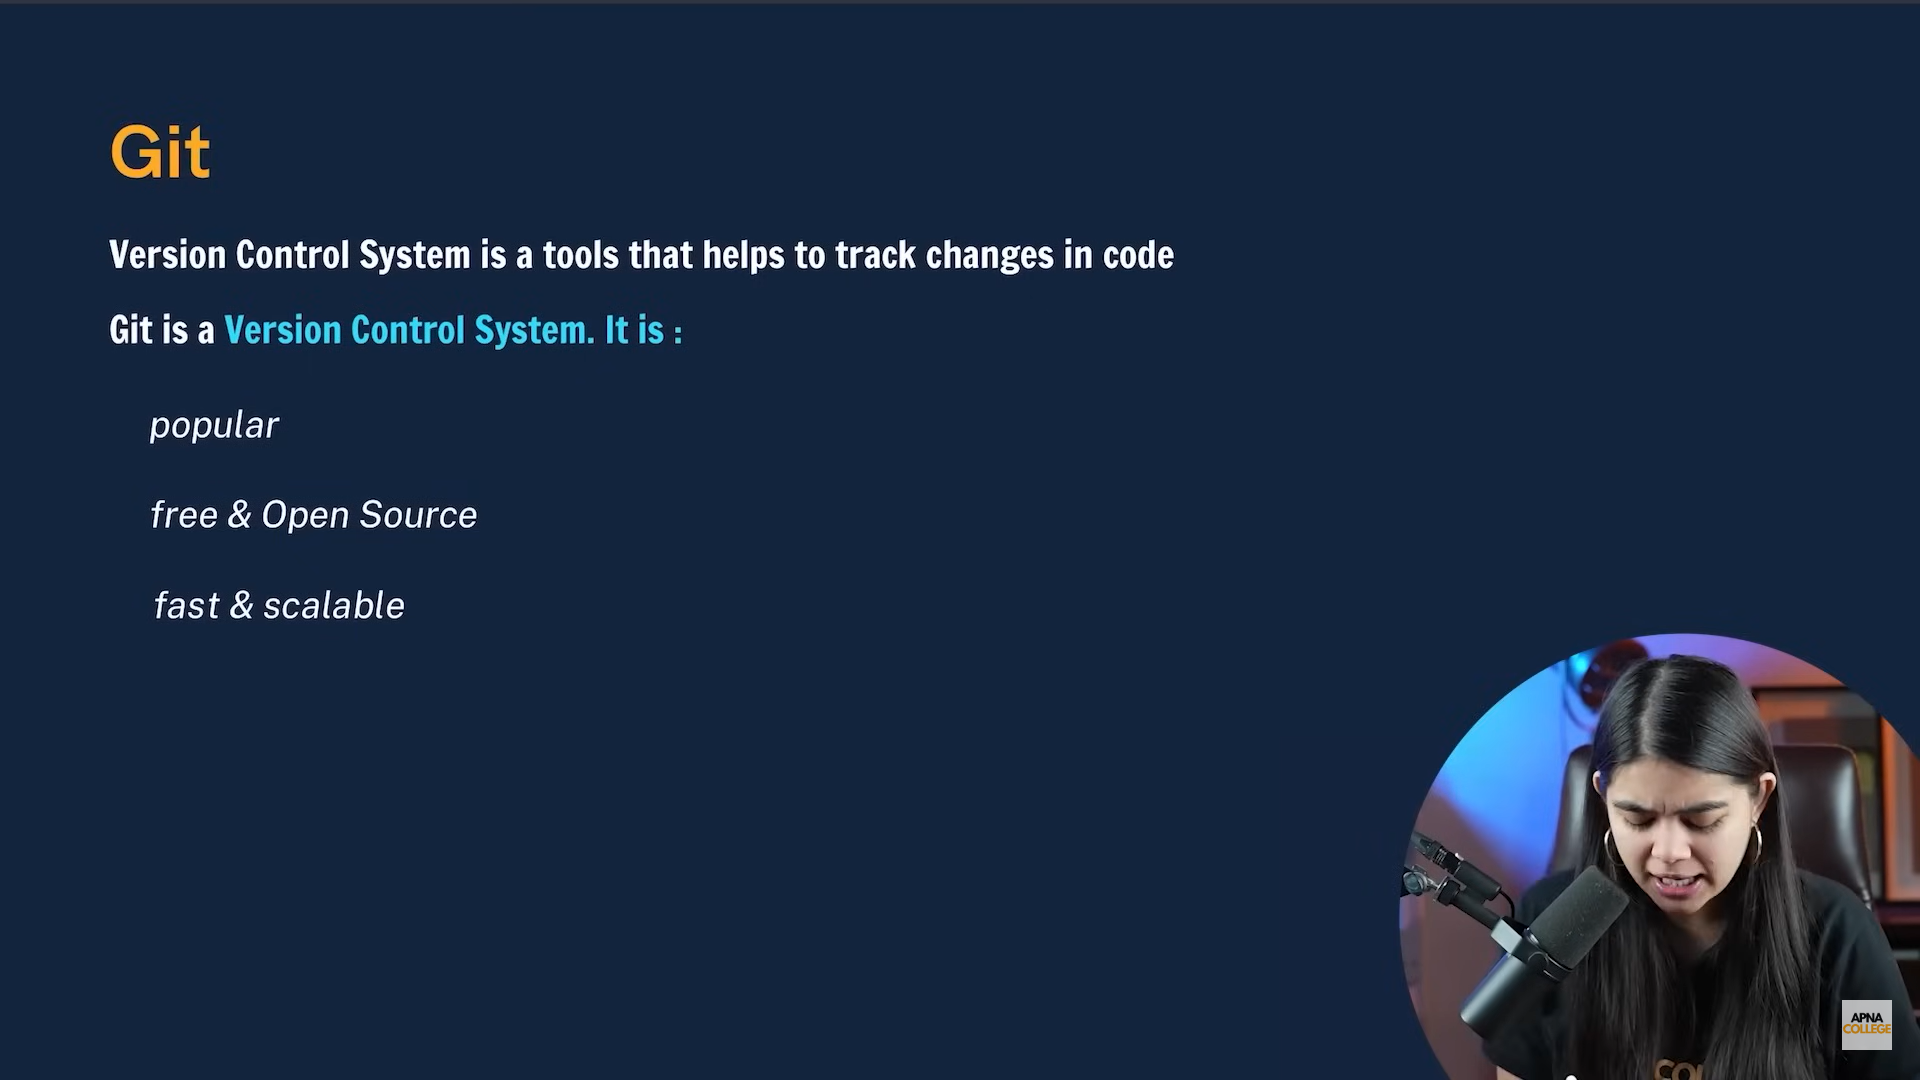 Git
Version Control System is a tools that helps to track changes in code
Git is a Version Control System. It is :
popular
free & Open Source
fast & scalable
APNA
COLLEGE